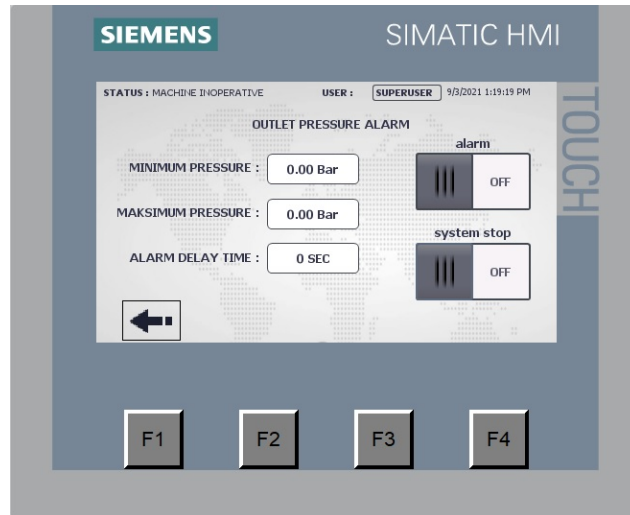 SIEMENS
SIMATIC HMI
TOUCH
STATUS : MACHINE INOPERATIVE USER : SUPERUSER 9/3/2021 1:19:19 PM
OUTLET PRESSURE ALARM
alarm
MINIMUM PRESSURE : 0.00 Bar
OFF
MAKSIMUM PRESSURE : 0.00 Bar
system stop
ALARM DELAY TIME : 0 SEC
OFF
F1 F2 F3 F4